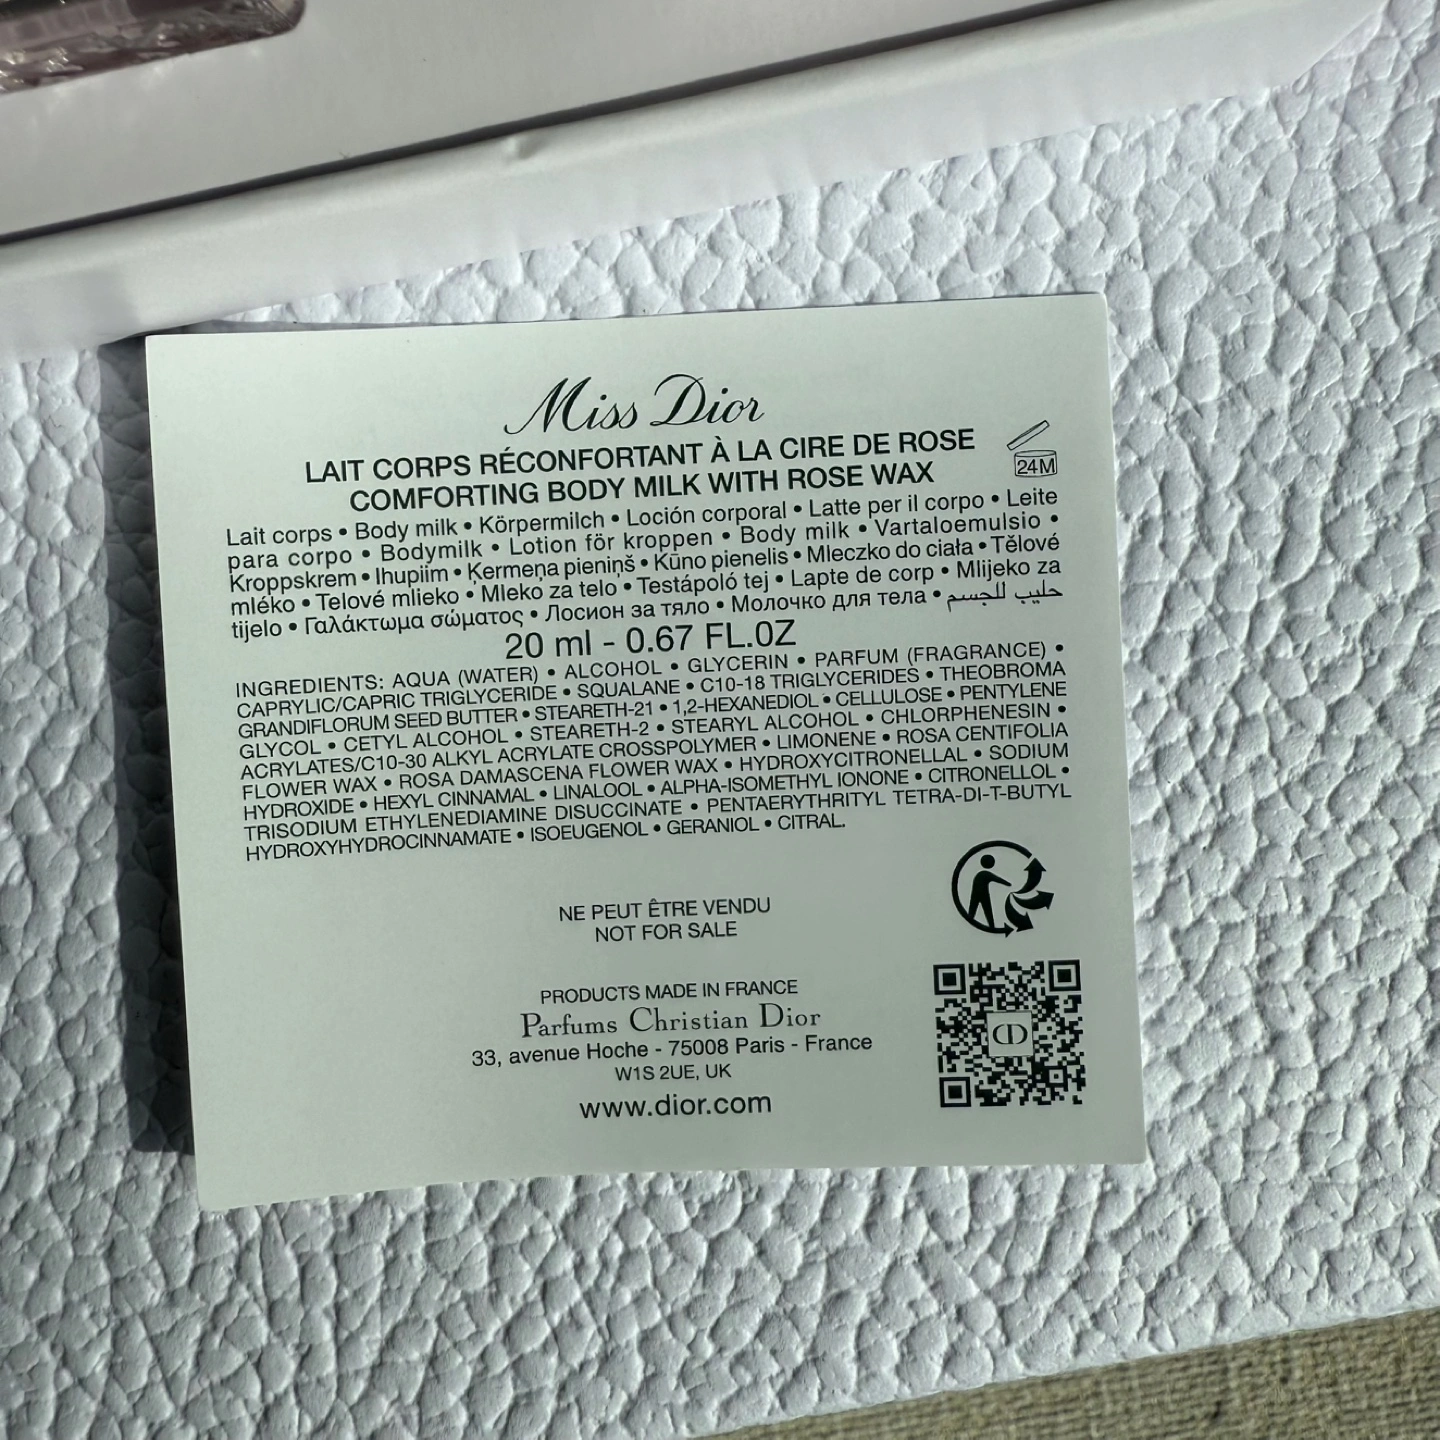 Miss Dior
LAIT CORPS RÉCONFORTANT À LA CIRE DE ROSE
COMFORTING BODY MILK WITH ROSE WAX
24M
Lait corps • Body milk • Körpermilch • Loción corporal • Latte per il corpo • Leite
para corpo • Bodymilk • Lotion för kroppen • Body milk • Vartaloemulsio •
Kroppskrem • Ihupiim • Ķermeņa pieniņš • Kūno pienelis • Mleczko do ciała • Tělové
mléko • Telové mlieko • Mleko za telo • Testápoló tej • Lapte de corp • Mlijeko za
tijelo • Γαλάκτωμα σώματος • Лосион за тяло • Молочко для тела • حليب للجسم
20 ml - 0.67 FL.OZ
INGREDIENTS: AQUA (WATER) • ALCOHOL • GLYCERIN • PARFUM (FRAGRANCE) •
CAPRYLIC/CAPRIC TRIGLYCERIDE • SQUALANE • C10-18 TRIGLYCERIDES • THEOBROMA
GRANDIFLORUM SEED BUTTER • STEARETH-21 • 1,2-HEXANEDIOL • CELLULOSE • PENTYLENE
GLYCOL • CETYL ALCOHOL • STEARETH-2 • STEARYL ALCOHOL • CHLORPHENESIN •
ACRYLATES/C10-30 ALKYL ACRYLATE CROSSPOLYMER • LIMONENE • ROSA CENTIFOLIA
FLOWER WAX • ROSA DAMASCENA FLOWER WAX • HYDROXYCITRONELLAL • SODIUM
HYDROXIDE • HEXYL CINNAMAL • LINALOOL • ALPHA-ISOMETHYL IONONE • CITRONELLOL •
TRISODIUM ETHYLENEDIAMINE DISUCCINATE • PENTAERYTHRITYL TETRA-DI-T-BUTYL
HYDROXYHYDROCINNAMATE • ISOEUGENOL • GERANIOL • CITRAL.
NE PEUT ÊTRE VENDU
NOT FOR SALE
PRODUCTS MADE IN FRANCE
Parfums Christian Dior
33, avenue Hoche - 75008 Paris - France
W1S 2UE, UK
www.dior.com
CD